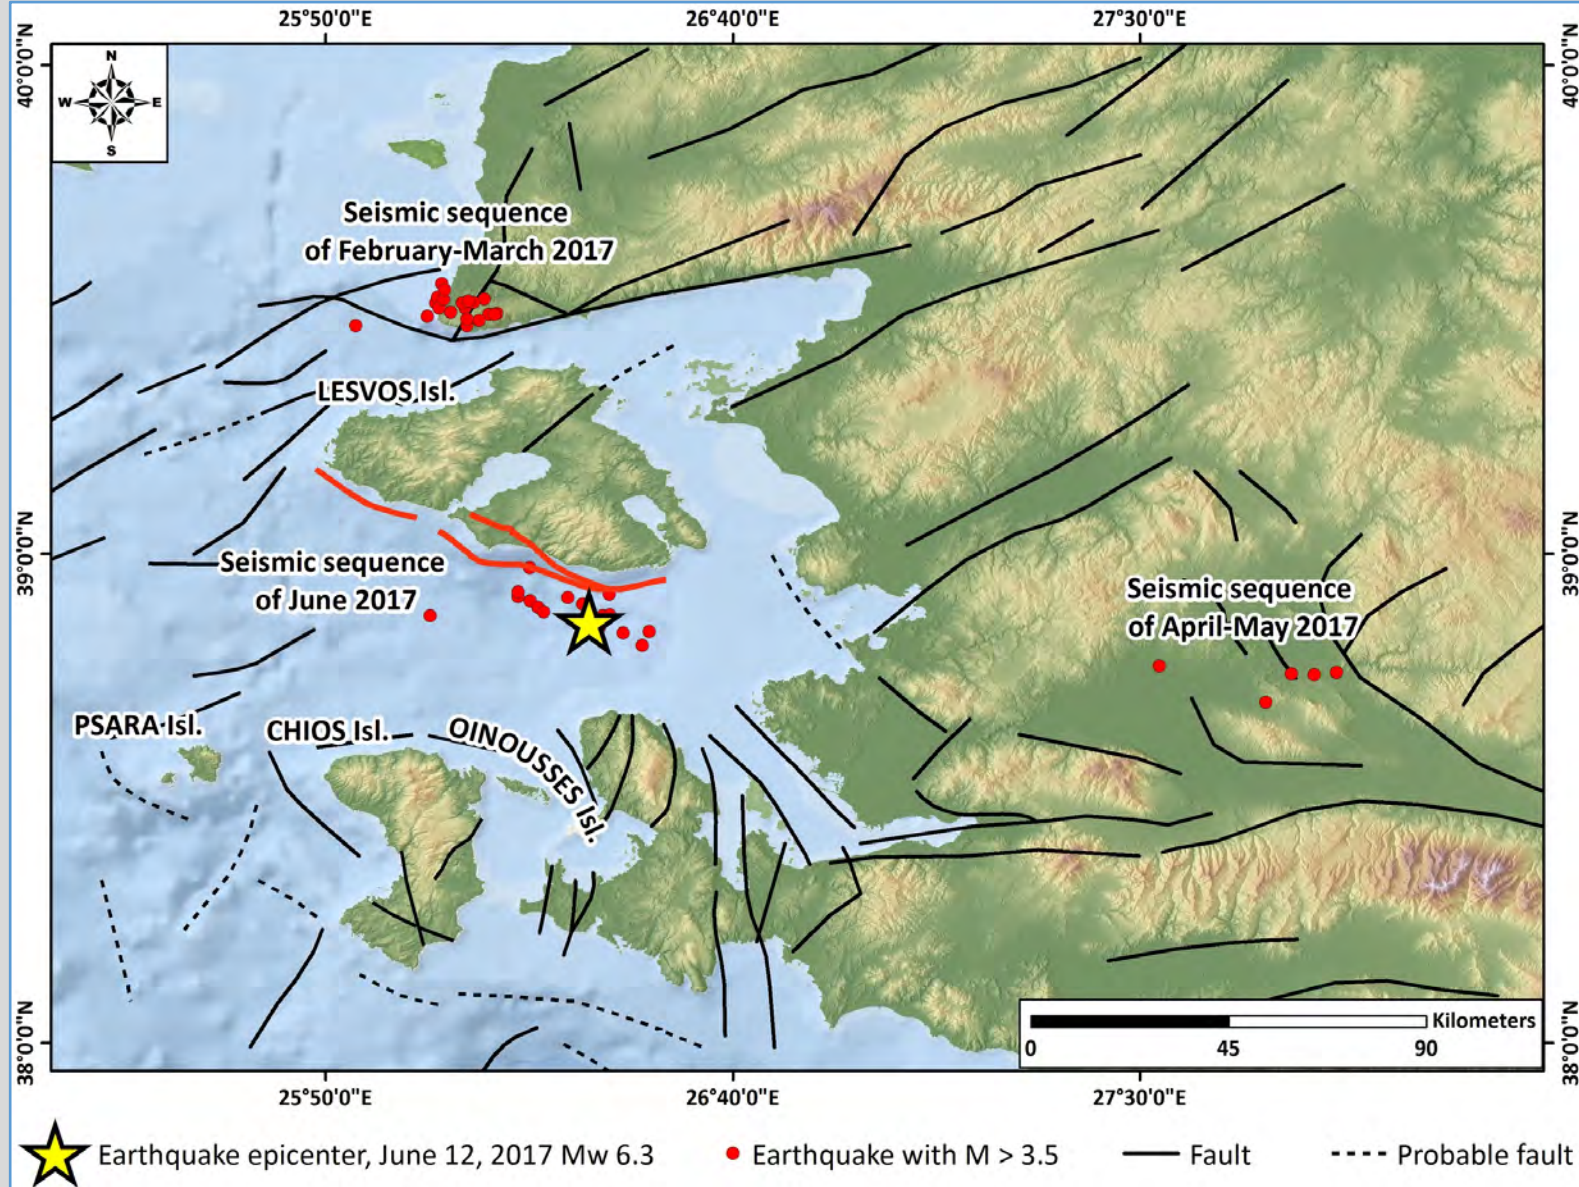 25°50'0"E
26°40'0"E
27°30'0"E
40°0'0"N
40°0'0"N
N
W
E
S
Seismic sequence
of February-March 2017
LESVOS Isl.
39°0'0"N
39°0'0"N
Seismic sequence
of June 2017
Seismic sequence
of April-May 2017
PSARA Isl.
CHIOS Isl.
OINOUSSES Isl.
Kilometers
0
45
90
38°0'0"N
38°0'0"N
25°50'0"E
26°40'0"E
27°30'0"E
Earthquake epicenter, June 12, 2017 Mw 6.3
Earthquake with M > 3.5
Fault
Probable fault